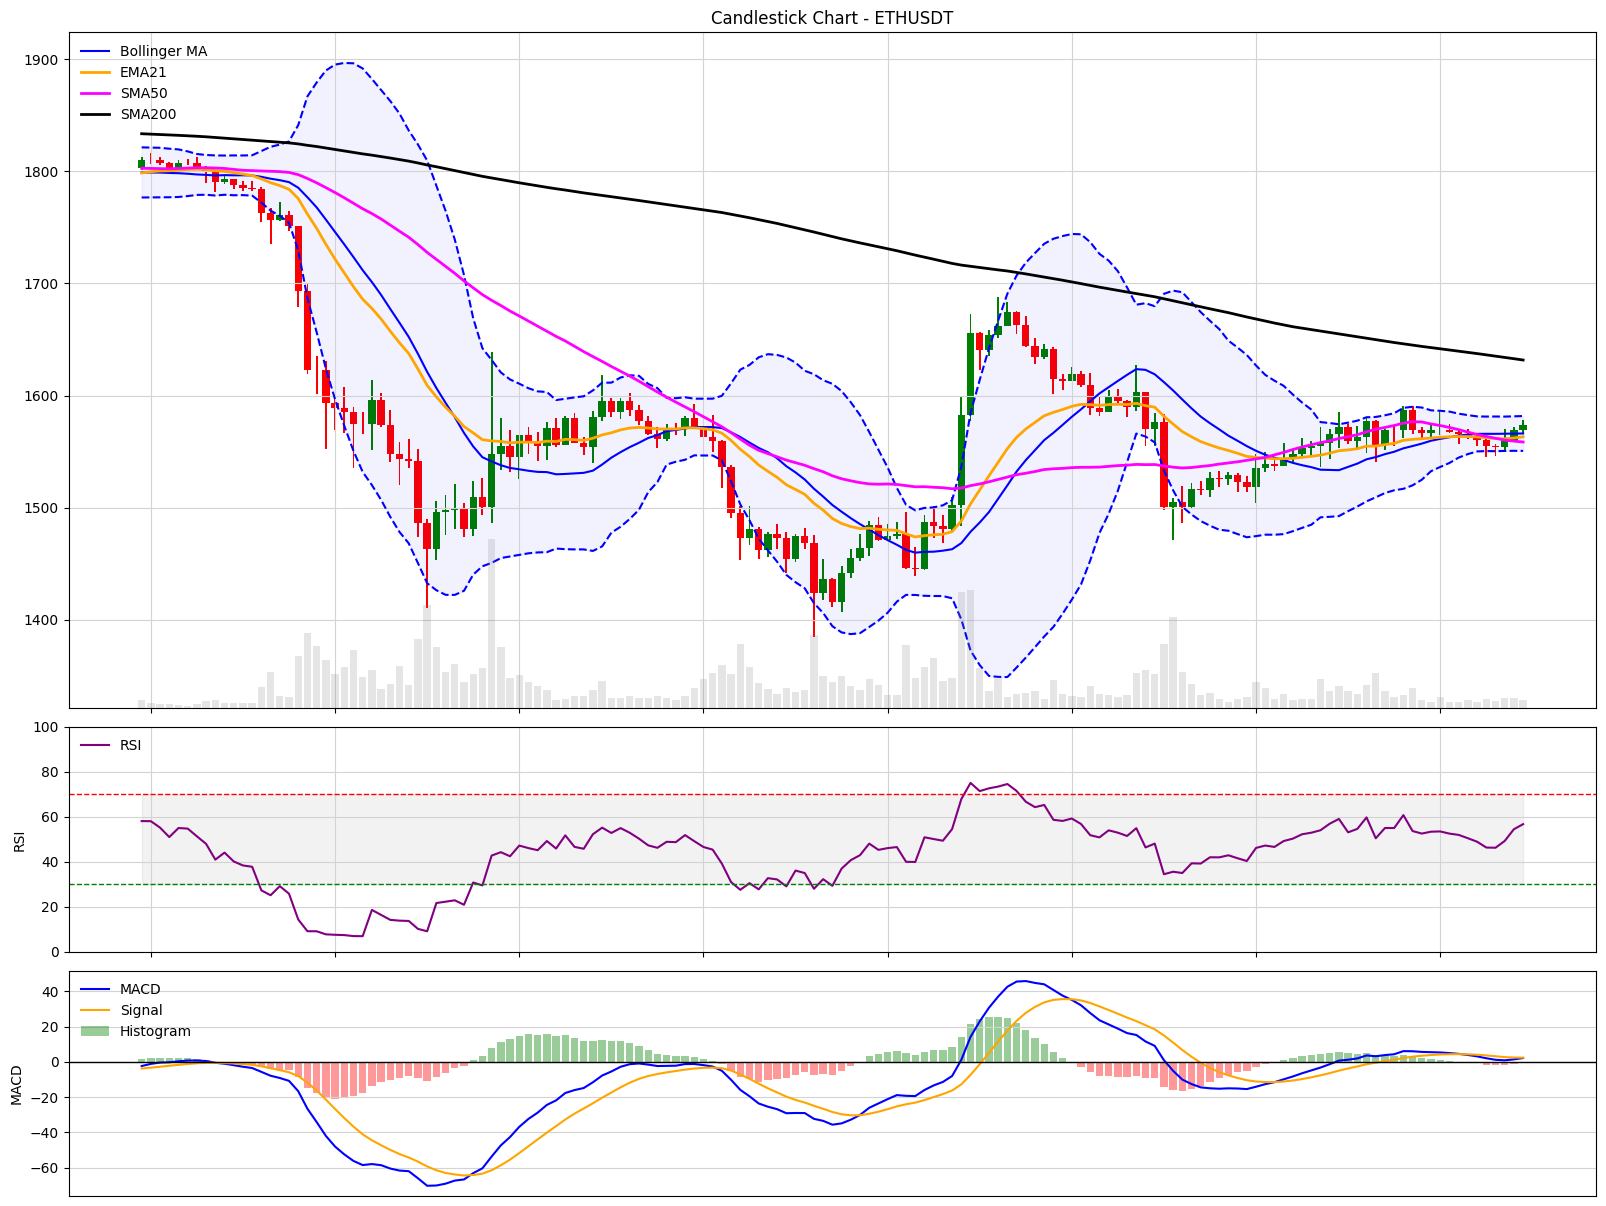 Candlestick Chart - ETHUSDT
Bollinger MA
EMA21
SMA50
SMA200
1900
1800
1700
1600
1500
1400
RSI
100
80
60
40
20
0
RSI
MACD
Signal
Histogram
40
20
0
−20
−40
−60
MACD